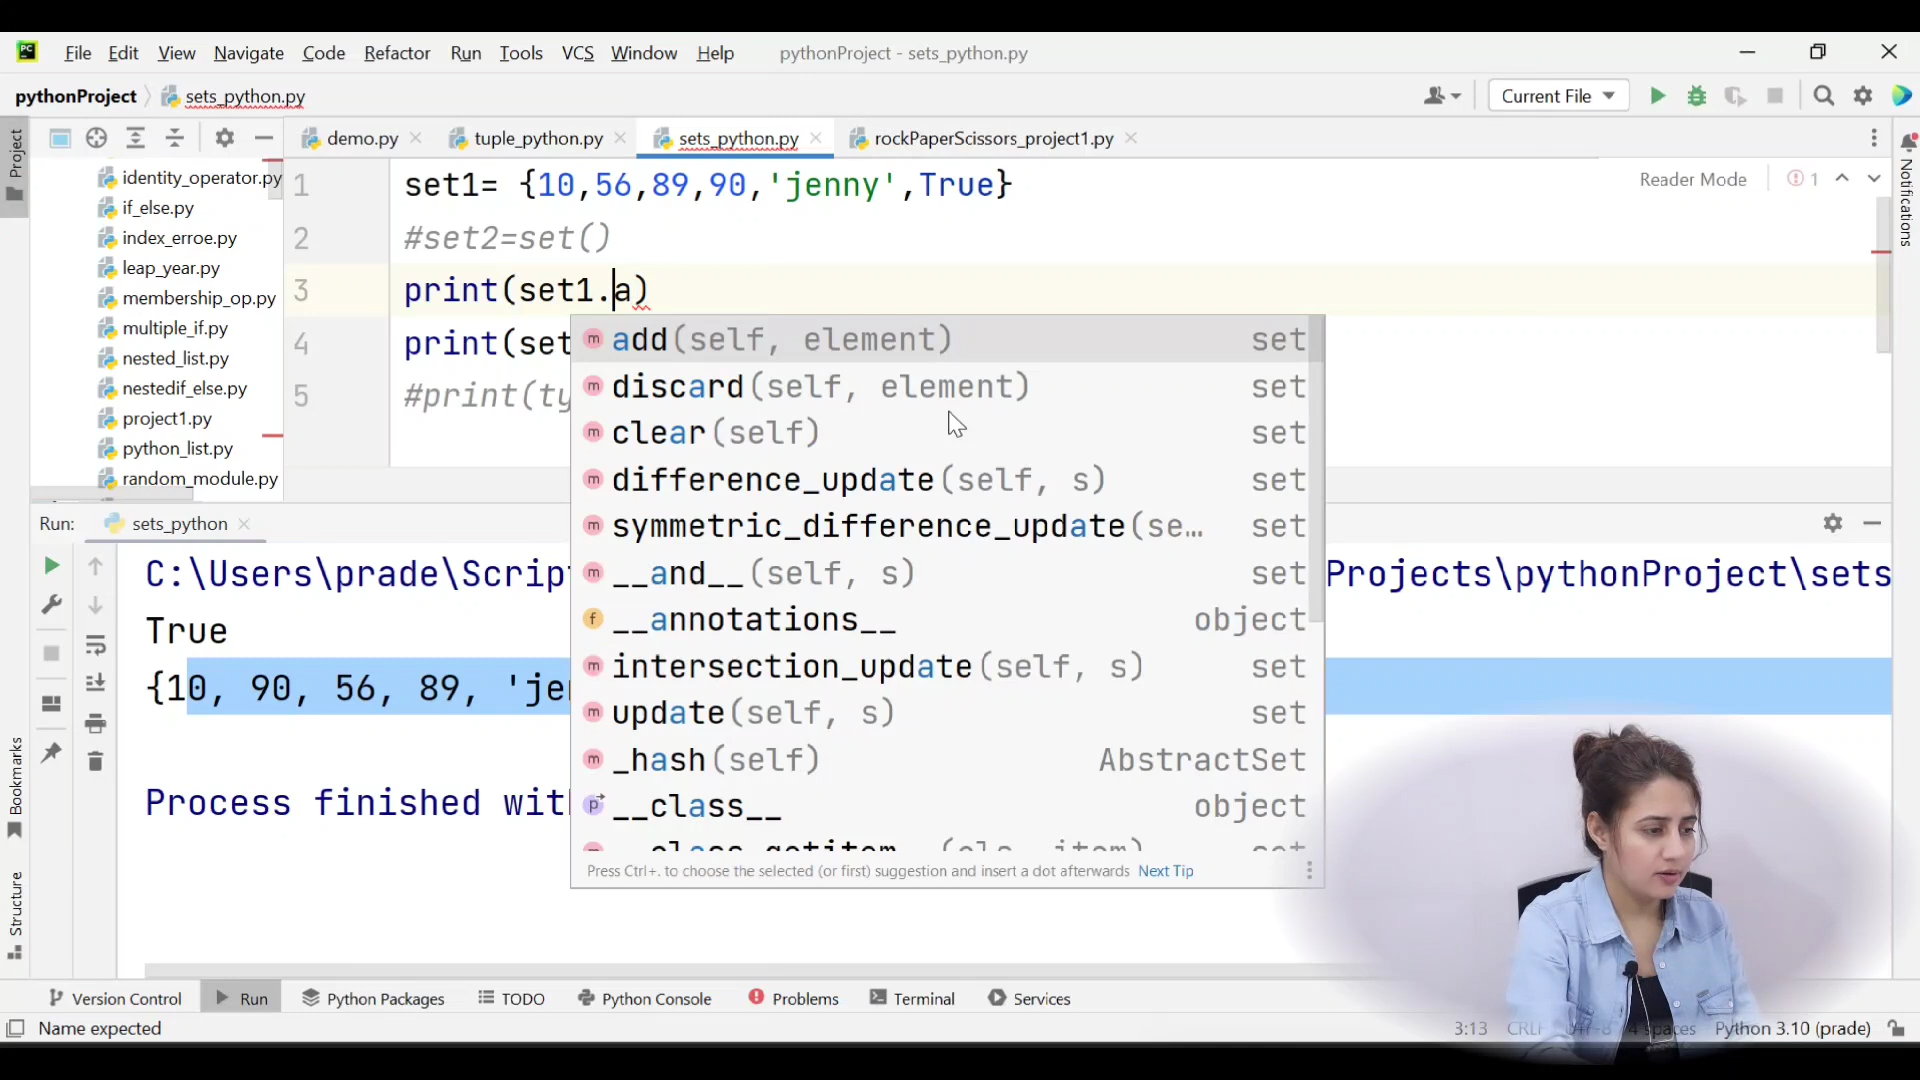 File Edit View Navigate Code Refactor Run Tools VCS Window Help pythonProject - sets_python.py
pythonProject sets_python.py Current File
demo.py tuple_python.py sets_python.py rockPaperScissors_project1.py
Project
Notifications
identity_operator.py
if_else.py
index_erroe.py
leap_year.py
membership_op.py
multiple_if.py
nested_list.py
nestedif_else.py
project1.py
python_list.py
random_module.py
Reader Mode 1
1 set1= {10,56,89,90,'jenny',True}
2 #set2=set()
3 print(set1.a)
4 print(set
5 #print(ty
add(self, element) set
discard(self, element) set
clear(self) set
difference_update(self, s) set
symmetric_difference_update(se… set
__and__(self, s) set
__annotations__ object
intersection_update(self, s) set
update(self, s) set
_hash(self) AbstractSet
__class__ object
Press Ctrl+. to choose the selected (or first) suggestion and insert a dot afterwards Next Tip
Run: sets_python
C:\Users\prade\Scrip Projects\pythonProject\sets
True
{10, 90, 56, 89, 'je
Process finished wit
Bookmarks
Structure
Version Control Run Python Packages TODO Python Console Problems Terminal Services
Name expected 3:13 CRLF UTF-8 4 spaces Python 3.10 (prade)